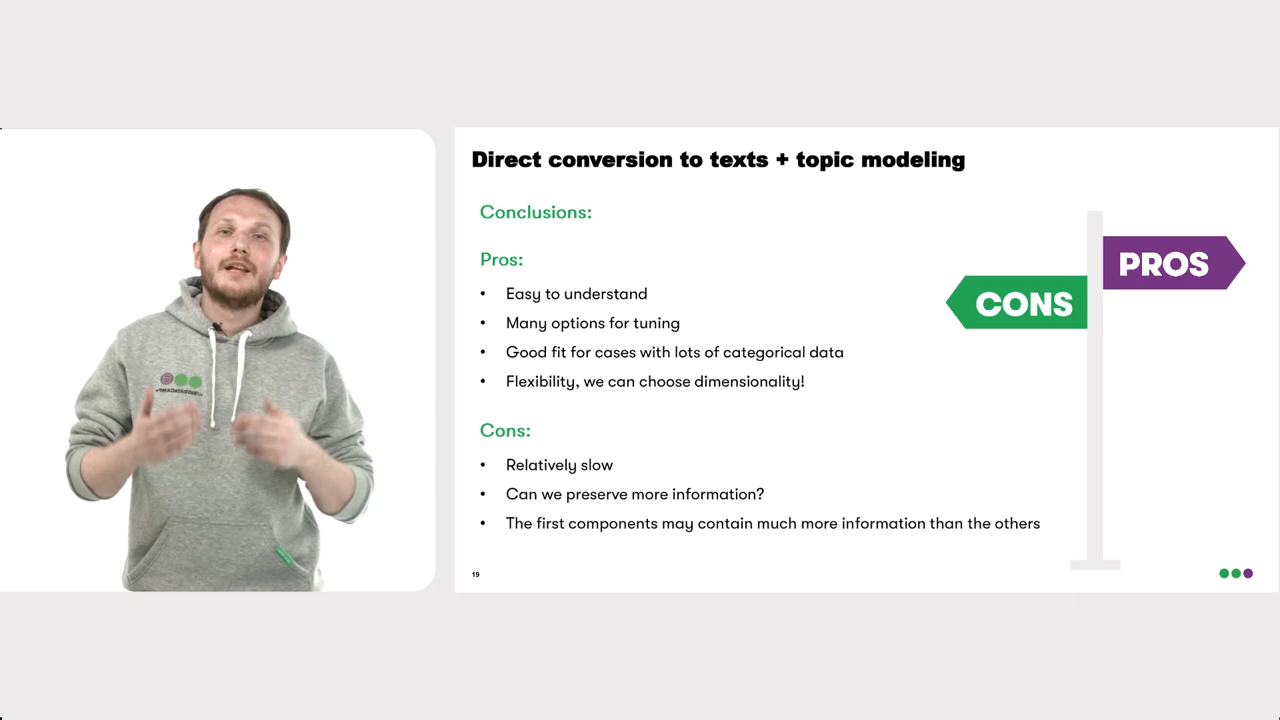 Direct conversion to texts + topic modeling
Conclusions:
Pros:
• Easy to understand
• Many options for tuning
• Good fit for cases with lots of categorical data
• Flexibility, we can choose dimensionality!
Cons:
• Relatively slow
• Can we preserve more information?
• The first components may contain much more information than the others
PROS
CONS
19